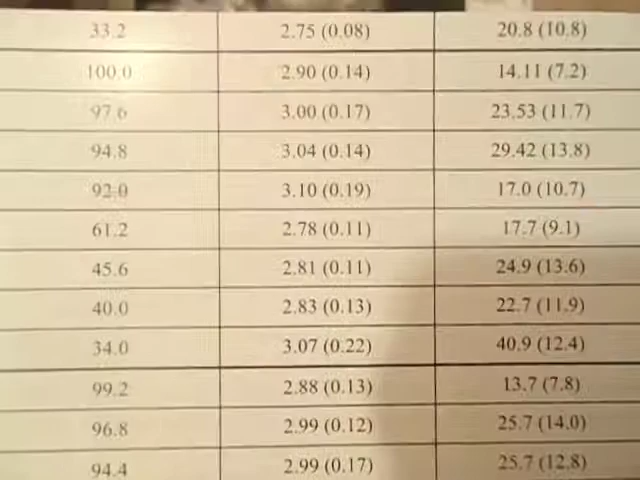 33.2 2.75 (0.08) 20.8 (10.8)
100.0 2.90 (0.14) 14.11 (7.2)
97.6 3.00 (0.17) 23.53 (11.7)
94.8 3.04 (0.14) 29.42 (13.8)
92.0 3.10 (0.19) 17.0 (10.7)
61.2 2.78 (0.11) 17.7 (9.1)
45.6 2.81 (0.11) 24.9 (13.6)
40.0 2.83 (0.13) 22.7 (11.9)
34.0 3.07 (0.22) 40.9 (12.4)
99.2 2.88 (0.13) 13.7 (7.8)
96.8 2.99 (0.12) 25.7 (14.0)
94.4 2.99 (0.17) 25.7 (12.8)